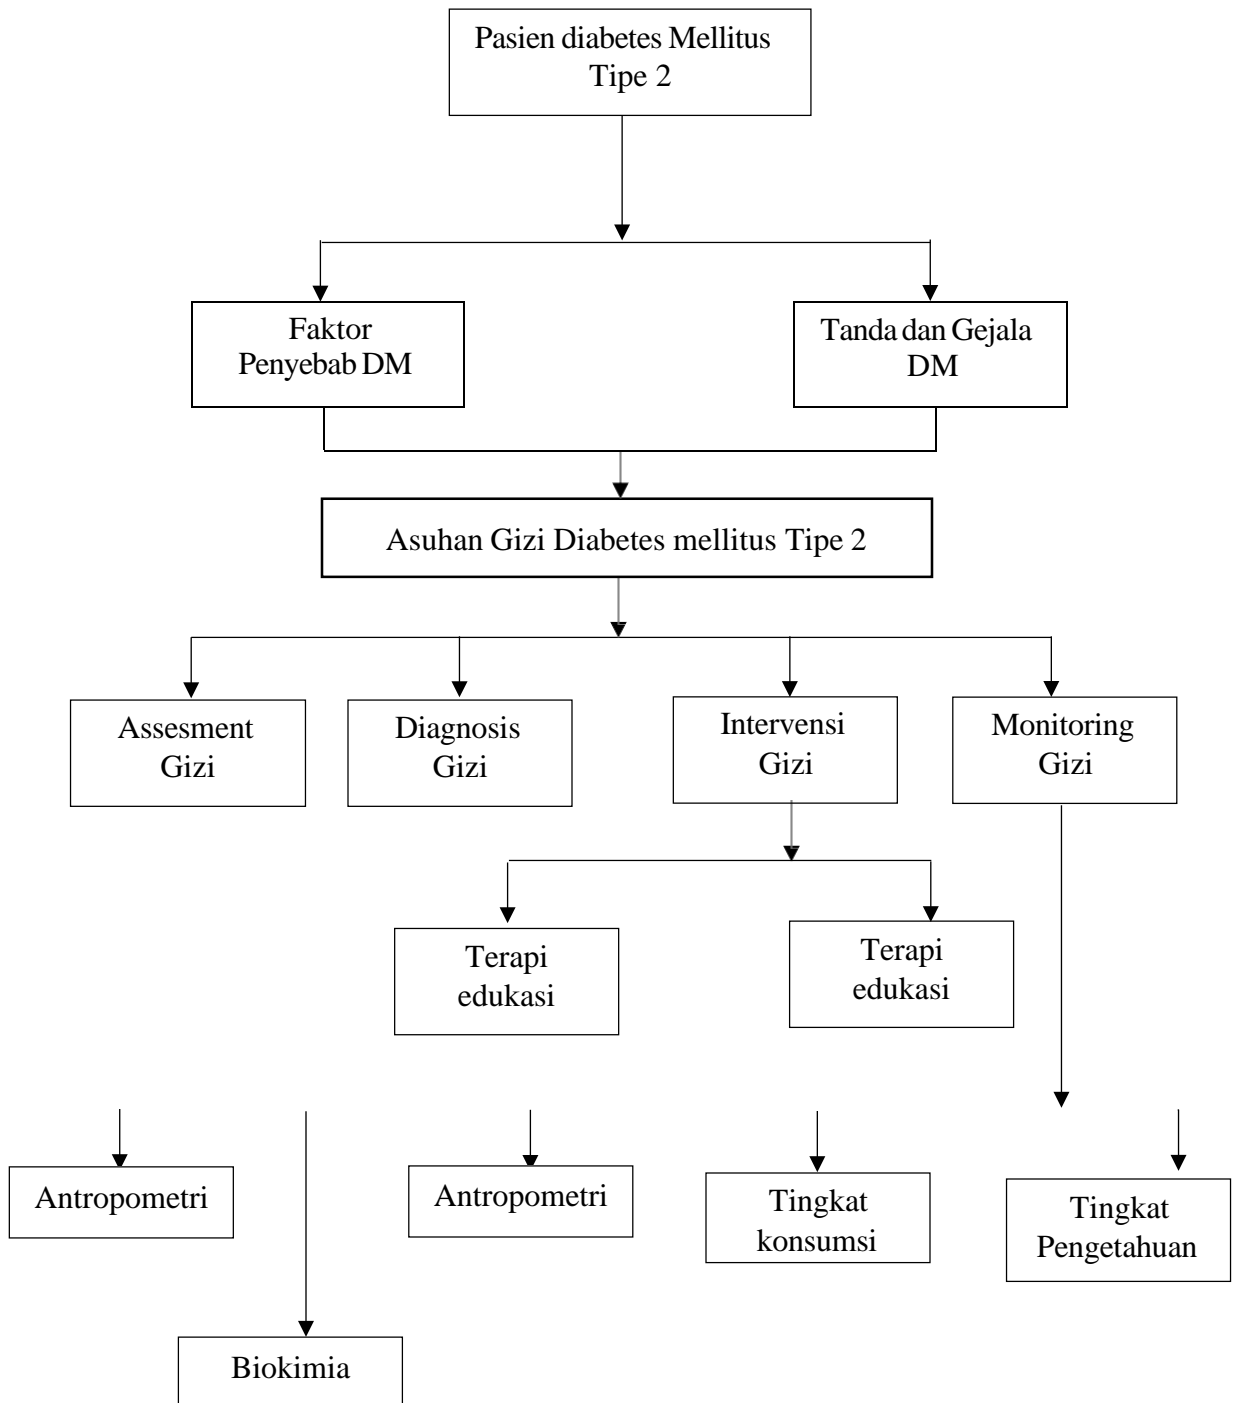 Pasien diabetes Mellitus
Tipe 2
Faktor
Penyebab DM
Tanda dan Gejala
DM
Asuhan Gizi Diabetes mellitus Tipe 2
Assesment
Gizi
Diagnosis
Gizi
Intervensi
Gizi
Monitoring
Gizi
Terapi
edukasi
Terapi
edukasi
Antropometri
Antropometri
Tingkat
konsumsi
Tingkat
Pengetahuan
Biokimia